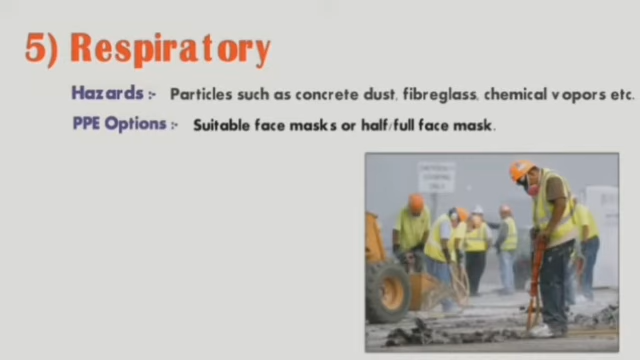 5) Respiratory
Hazards :- Particles such as concrete dust, fibreglass, chemical vopors etc.
PPE Options :- Suitable face masks or half/full face mask.